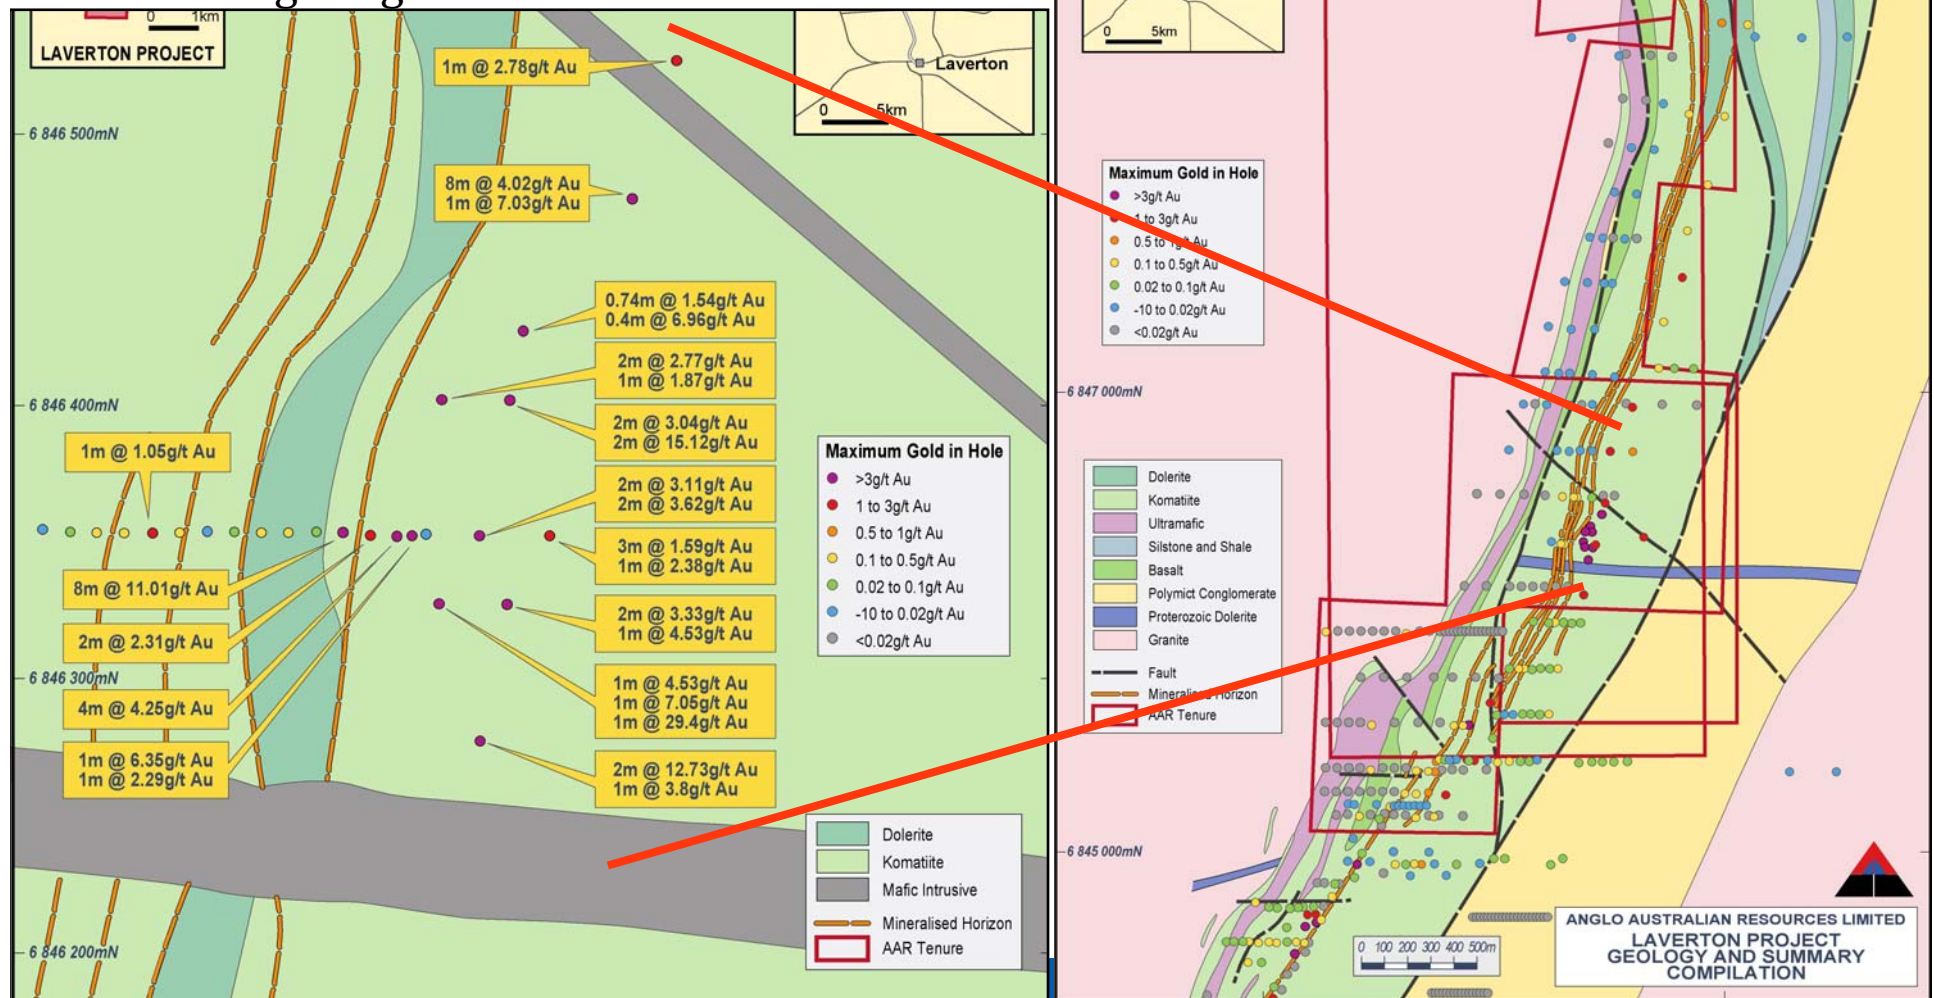 0 1km
LAVERTON PROJECT
Laverton
0 5km
6 846 500mN
6 846 400mN
6 846 300mN
6 846 200mN
1m @ 2.78g/t Au
8m @ 4.02g/t Au
1m @ 7.03g/t Au
0.74m @ 1.54g/t Au
0.4m @ 6.96g/t Au
2m @ 2.77g/t Au
1m @ 1.87g/t Au
2m @ 3.04g/t Au
2m @ 15.12g/t Au
1m @ 1.05g/t Au
2m @ 3.11g/t Au
2m @ 3.62g/t Au
3m @ 1.59g/t Au
1m @ 2.38g/t Au
8m @ 11.01g/t Au
2m @ 3.33g/t Au
1m @ 4.53g/t Au
2m @ 2.31g/t Au
1m @ 4.53g/t Au
1m @ 7.05g/t Au
1m @ 29.4g/t Au
4m @ 4.25g/t Au
1m @ 6.35g/t Au
1m @ 2.29g/t Au
2m @ 12.73g/t Au
1m @ 3.8g/t Au
Maximum Gold in Hole
>3g/t Au
1 to 3g/t Au
0.5 to 1g/t Au
0.1 to 0.5g/t Au
0.02 to 0.1g/t Au
-10 to 0.02g/t Au
<0.02g/t Au
Dolerite
Komatiite
Mafic Intrusive
Mineralised Horizon
AAR Tenure
0 5km
Maximum Gold in Hole
>3g/t Au
1 to 3g/t Au
0.5 to 1g/t Au
0.1 to 0.5g/t Au
0.02 to 0.1g/t Au
-10 to 0.02g/t Au
<0.02g/t Au
6 847 000mN
Dolerite
Komatiite
Ultramafic
Silstone and Shale
Basalt
Polymict Conglomerate
Proterozoic Dolerite
Granite
Fault
Mineralised Horizon
AAR Tenure
6 845 000mN
0 100 200 300 400 500m
ANGLO AUSTRALIAN RESOURCES LIMITED
LAVERTON PROJECT
GEOLOGY AND SUMMARY
COMPILATION